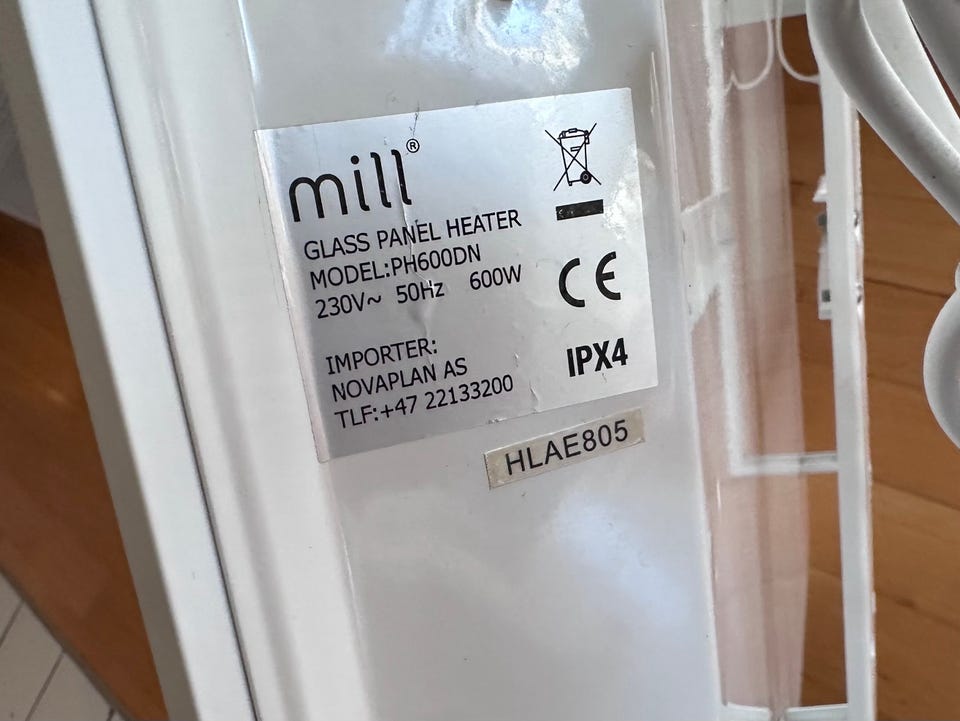 mill®
GLASS PANEL HEATER
MODEL:PH600DN
230V~ 50Hz 600W
CE
IMPORTER:
NOVAPLAN AS
TLF:+47 22133200
IPX4
HLAE805